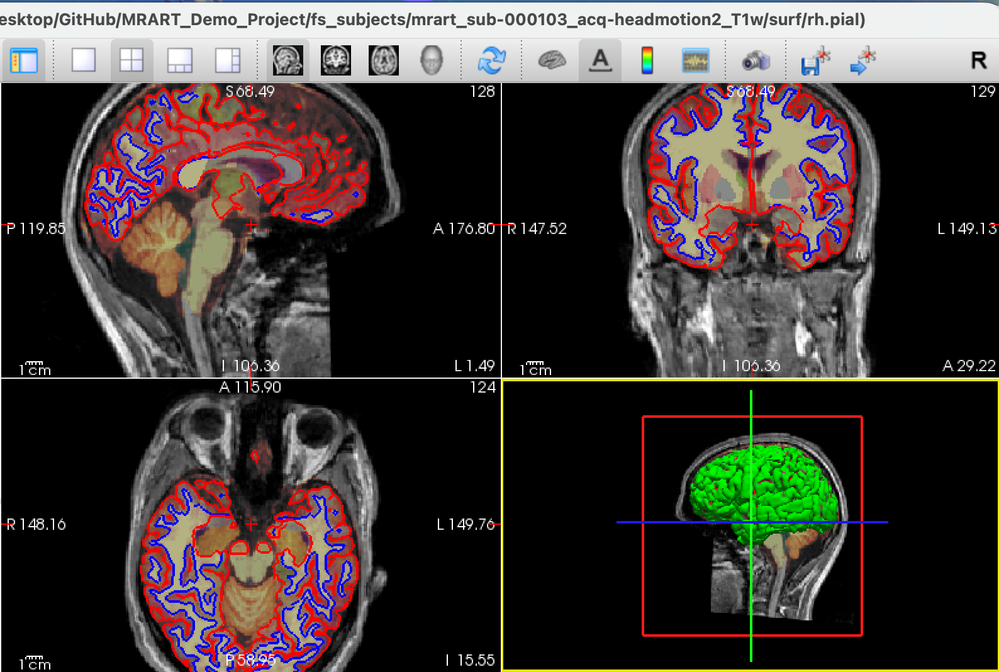 esktop/GitHub/MRART_Demo_Project/fs_subjects/mrart_sub-000103_acq-headmotion2_T1w/surf/rh.pial)
A
R
S 68.49
128
P 119.85
A 176.80
1 cm
I 106.36
L 1.49
S 68.49
129
R 147.52
L 149.13
1 cm
I 106.36
A 29.22
A 115.90
124
R 148.16
L 149.76
1 cm
P 58.95
I 15.55